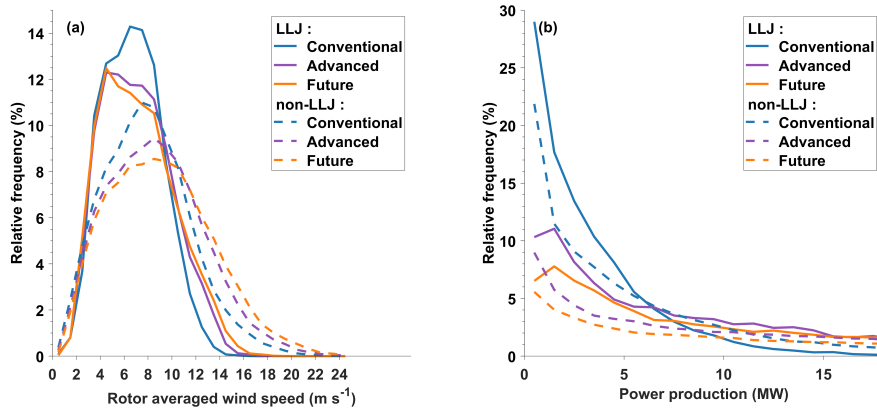 (a)
LLJ :
Conventional
Advanced
Future
non-LLJ :
Conventional
Advanced
Future
Relative frequency (%)
14
12
10
8
6
4
2
0
0 2 4 6 8 10 12 14 16 18 20 22 24
Rotor averaged wind speed (m s-1)
(b)
LLJ :
Conventional
Advanced
Future
non-LLJ :
Conventional
Advanced
Future
Relative frequency (%)
30
25
20
15
10
5
0
0 5 10 15
Power production (MW)